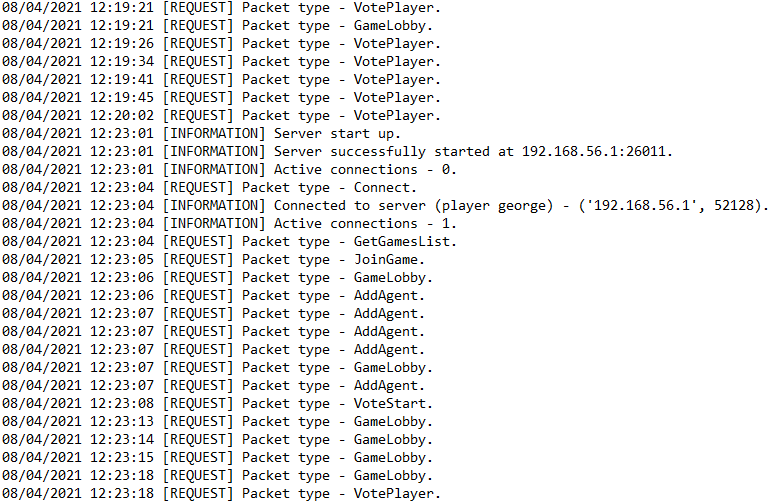 08/04/2021 12:19:21 [REQUEST] Packet type - VotePlayer.
08/04/2021 12:19:21 [REQUEST] Packet type - GameLobby.
08/04/2021 12:19:26 [REQUEST] Packet type - VotePlayer.
08/04/2021 12:19:34 [REQUEST] Packet type - VotePlayer.
08/04/2021 12:19:41 [REQUEST] Packet type - VotePlayer.
08/04/2021 12:19:45 [REQUEST] Packet type - VotePlayer.
08/04/2021 12:20:02 [REQUEST] Packet type - VotePlayer.
08/04/2021 12:23:01 [INFORMATION] Server start up.
08/04/2021 12:23:01 [INFORMATION] Server successfully started at 192.168.56.1:26011.
08/04/2021 12:23:01 [INFORMATION] Active connections - 0.
08/04/2021 12:23:04 [REQUEST] Packet type - Connect.
08/04/2021 12:23:04 [INFORMATION] Connected to server (player george) - ('192.168.56.1', 52128).
08/04/2021 12:23:04 [INFORMATION] Active connections - 1.
08/04/2021 12:23:04 [REQUEST] Packet type - GetGamesList.
08/04/2021 12:23:05 [REQUEST] Packet type - JoinGame.
08/04/2021 12:23:06 [REQUEST] Packet type - GameLobby.
08/04/2021 12:23:06 [REQUEST] Packet type - AddAgent.
08/04/2021 12:23:07 [REQUEST] Packet type - AddAgent.
08/04/2021 12:23:07 [REQUEST] Packet type - AddAgent.
08/04/2021 12:23:07 [REQUEST] Packet type - AddAgent.
08/04/2021 12:23:07 [REQUEST] Packet type - GameLobby.
08/04/2021 12:23:07 [REQUEST] Packet type - AddAgent.
08/04/2021 12:23:08 [REQUEST] Packet type - VoteStart.
08/04/2021 12:23:13 [REQUEST] Packet type - GameLobby.
08/04/2021 12:23:14 [REQUEST] Packet type - GameLobby.
08/04/2021 12:23:15 [REQUEST] Packet type - GameLobby.
08/04/2021 12:23:18 [REQUEST] Packet type - GameLobby.
08/04/2021 12:23:18 [REQUEST] Packet type - VotePlayer.